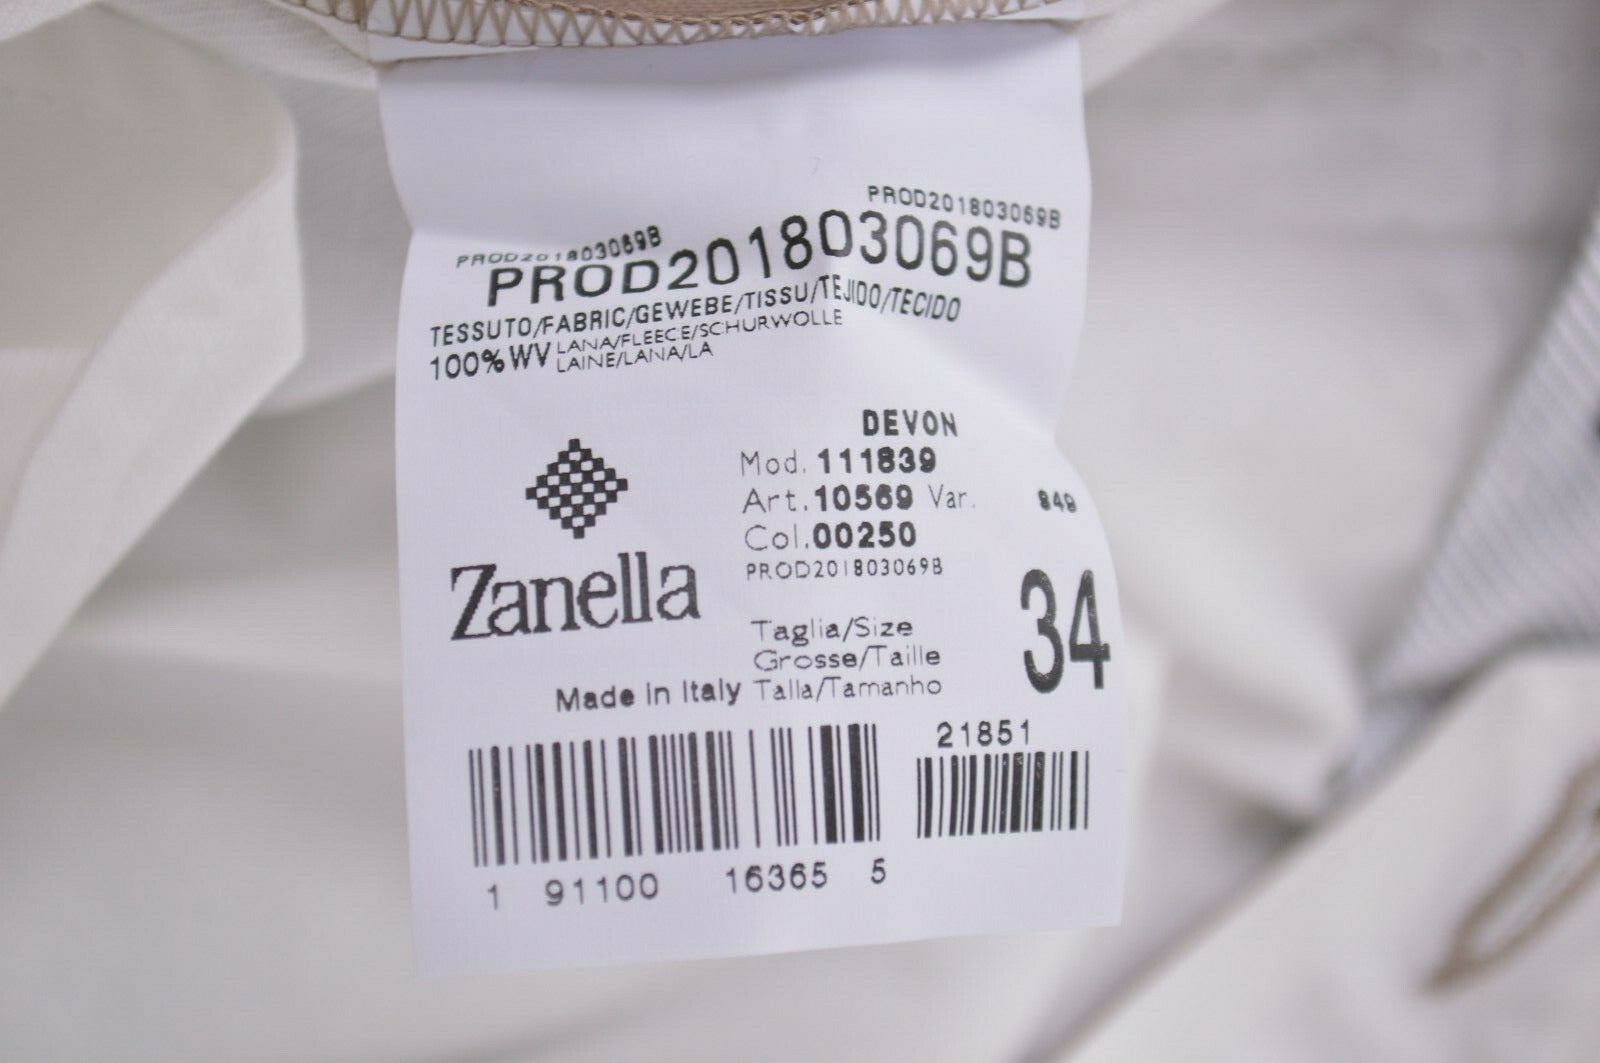 PROD201803069B
PROD201803069B
PROD201803069B
TESSUTO/FABRIC/GEWEBE/TISSU/TEJIDO/TECIDO
100% WV LANA/FLEECE/SCHURWOLLE
LAINE/LANA/LA
DEVON
Mod. 111839
Art. 10569 Var. 849
Col. 00250
PROD201803069B
Zanella
Taglia/Size
Grosse/Taille
Talla/Tamanho
34
Made in Italy
21851
1 91100 16365 5